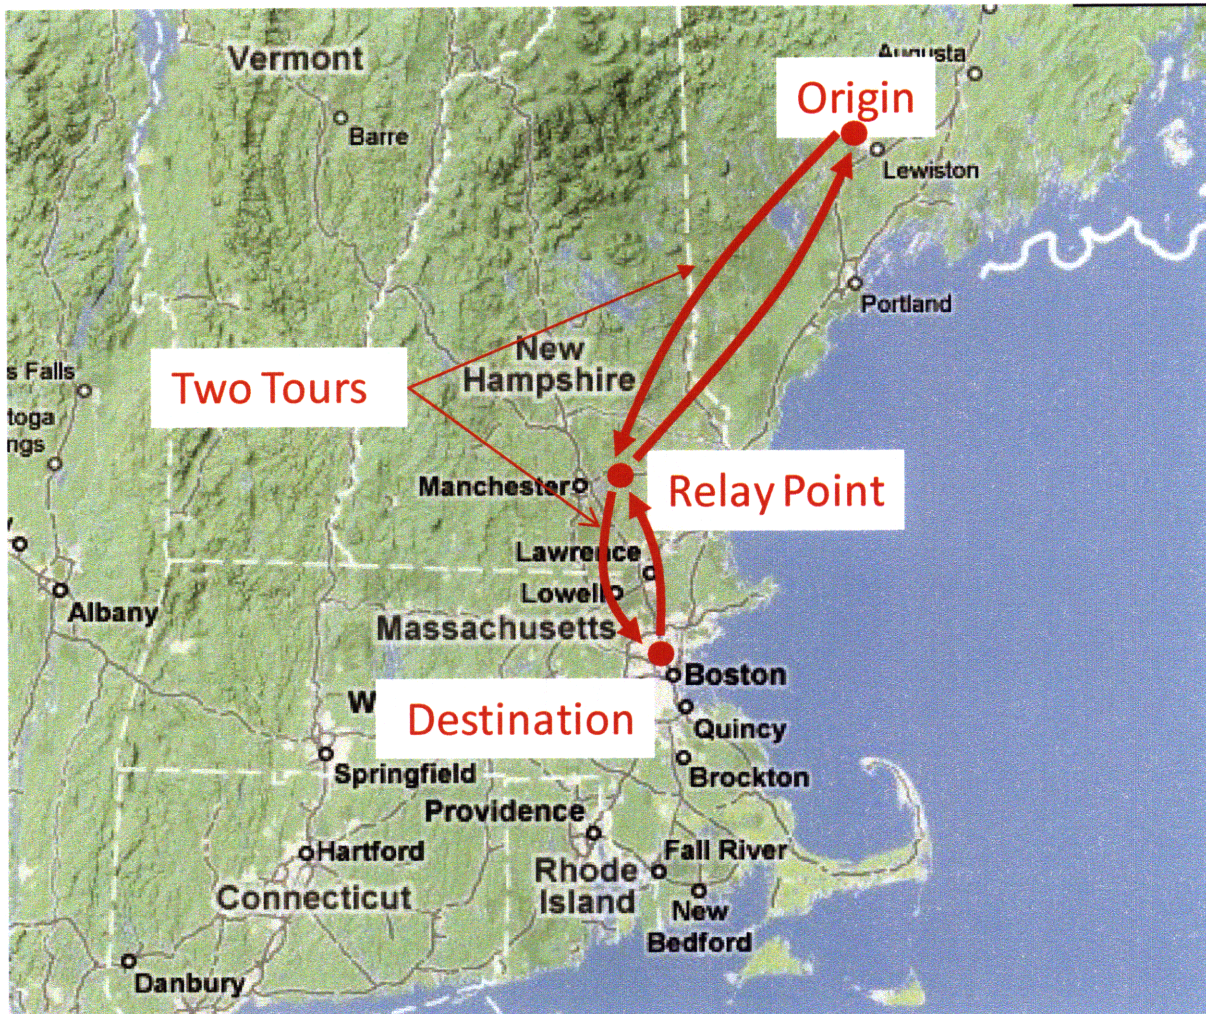 Vermont
Augusta
Origin
Barre
Lewiston
Portland
New
Hampshire
s Falls
Two Tours
toga
ngs
Manchester
Relay Point
Lawrence
Lowell
Albany
Massachusetts
Boston
W
Destination
Quincy
Springfield
Brockton
Providence
Hartford
Fall River
Rhode
Island
Connecticut
New
Bedford
Danbury